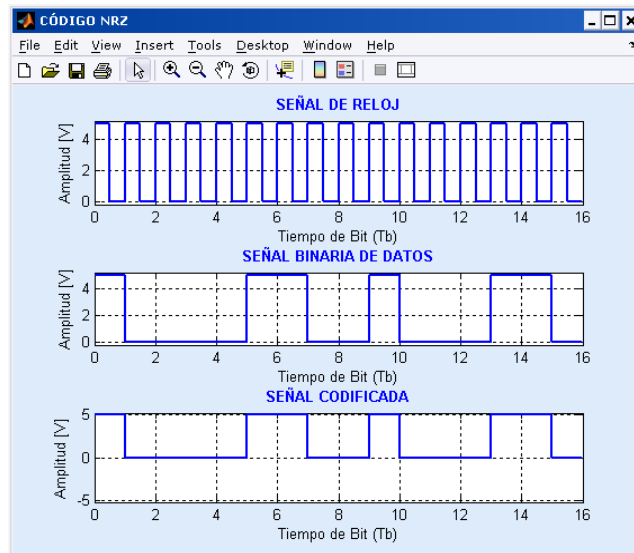 CÓDIGO NRZ
File Edit View Insert Tools Desktop Window Help
SEÑAL DE RELOJ
Amplitud [V]
4
2
0
0 2 4 6 8 10 12 14 16
Tiempo de Bit (Tb)
SEÑAL BINARIA DE DATOS
Amplitud [V]
4
2
0
0 2 4 6 8 10 12 14 16
Tiempo de Bit (Tb)
SEÑAL CODIFICADA
Amplitud [V]
5
0
-5
0 2 4 6 8 10 12 14 16
Tiempo de Bit (Tb)